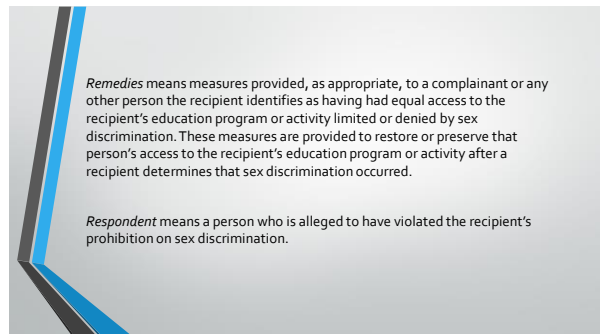 Remedies means measures provided, as appropriate, to a complainant or any
other person the recipient identifies as having had equal access to the
recipient's education program or activity limited or denied by sex
discrimination. These measures are provided to restore or preserve that
person's access to the recipient's education program or activity after a
recipient determines that sex discrimination occurred.
Respondent means a person who is alleged to have violated the recipient's
prohibition on sex discrimination.